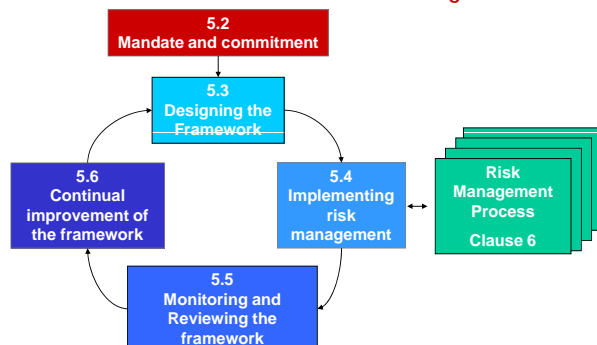 5.2
Mandate and commitment
5.3
Designing the
Framework
5.6
Continual
improvement of
the framework
5.4
Implementing
risk
management
Risk
Management
Process
Clause 6
5.5
Monitoring and
Reviewing the
framework